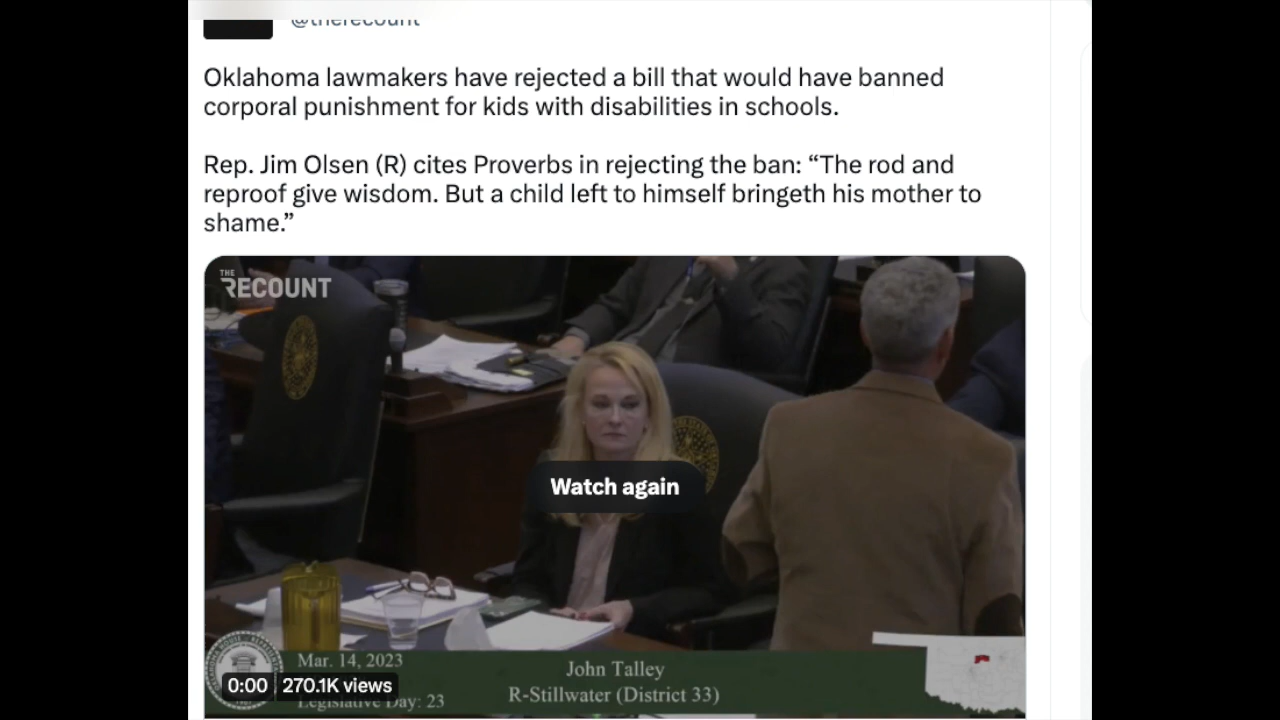 @therecount
Oklahoma lawmakers have rejected a bill that would have banned
corporal punishment for kids with disabilities in schools.
Rep. Jim Olsen (R) cites Proverbs in rejecting the ban: “The rod and
reproof give wisdom. But a child left to himself bringeth his mother to
shame.”
THE
RECOUNT
Watch again
Mar. 14, 2023
John Talley
0:00 270.1K views
R-Stillwater (District 33)
Legislative Day: 23